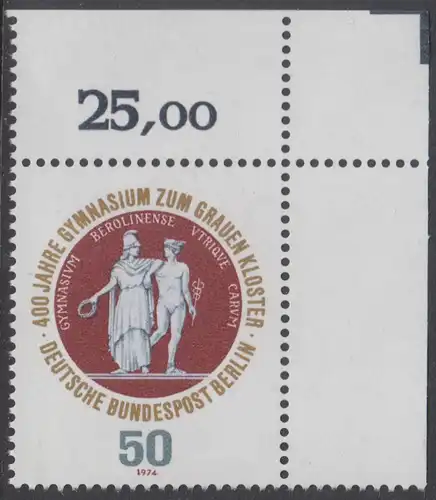 25,00
· 400 JAHRE GYMNASIUM ZUM GRAUEN KLOSTER ·
DEUTSCHE BUNDESPOST BERLIN
GYMNASIVM BEROLINENSE VTRIQVE CARVM
50
1974